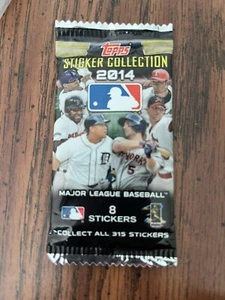 Topps
STICKER COLLECTION
2014
MAJOR LEAGUE BASEBALL
8
STICKERS
COLLECT ALL 315 STICKERS